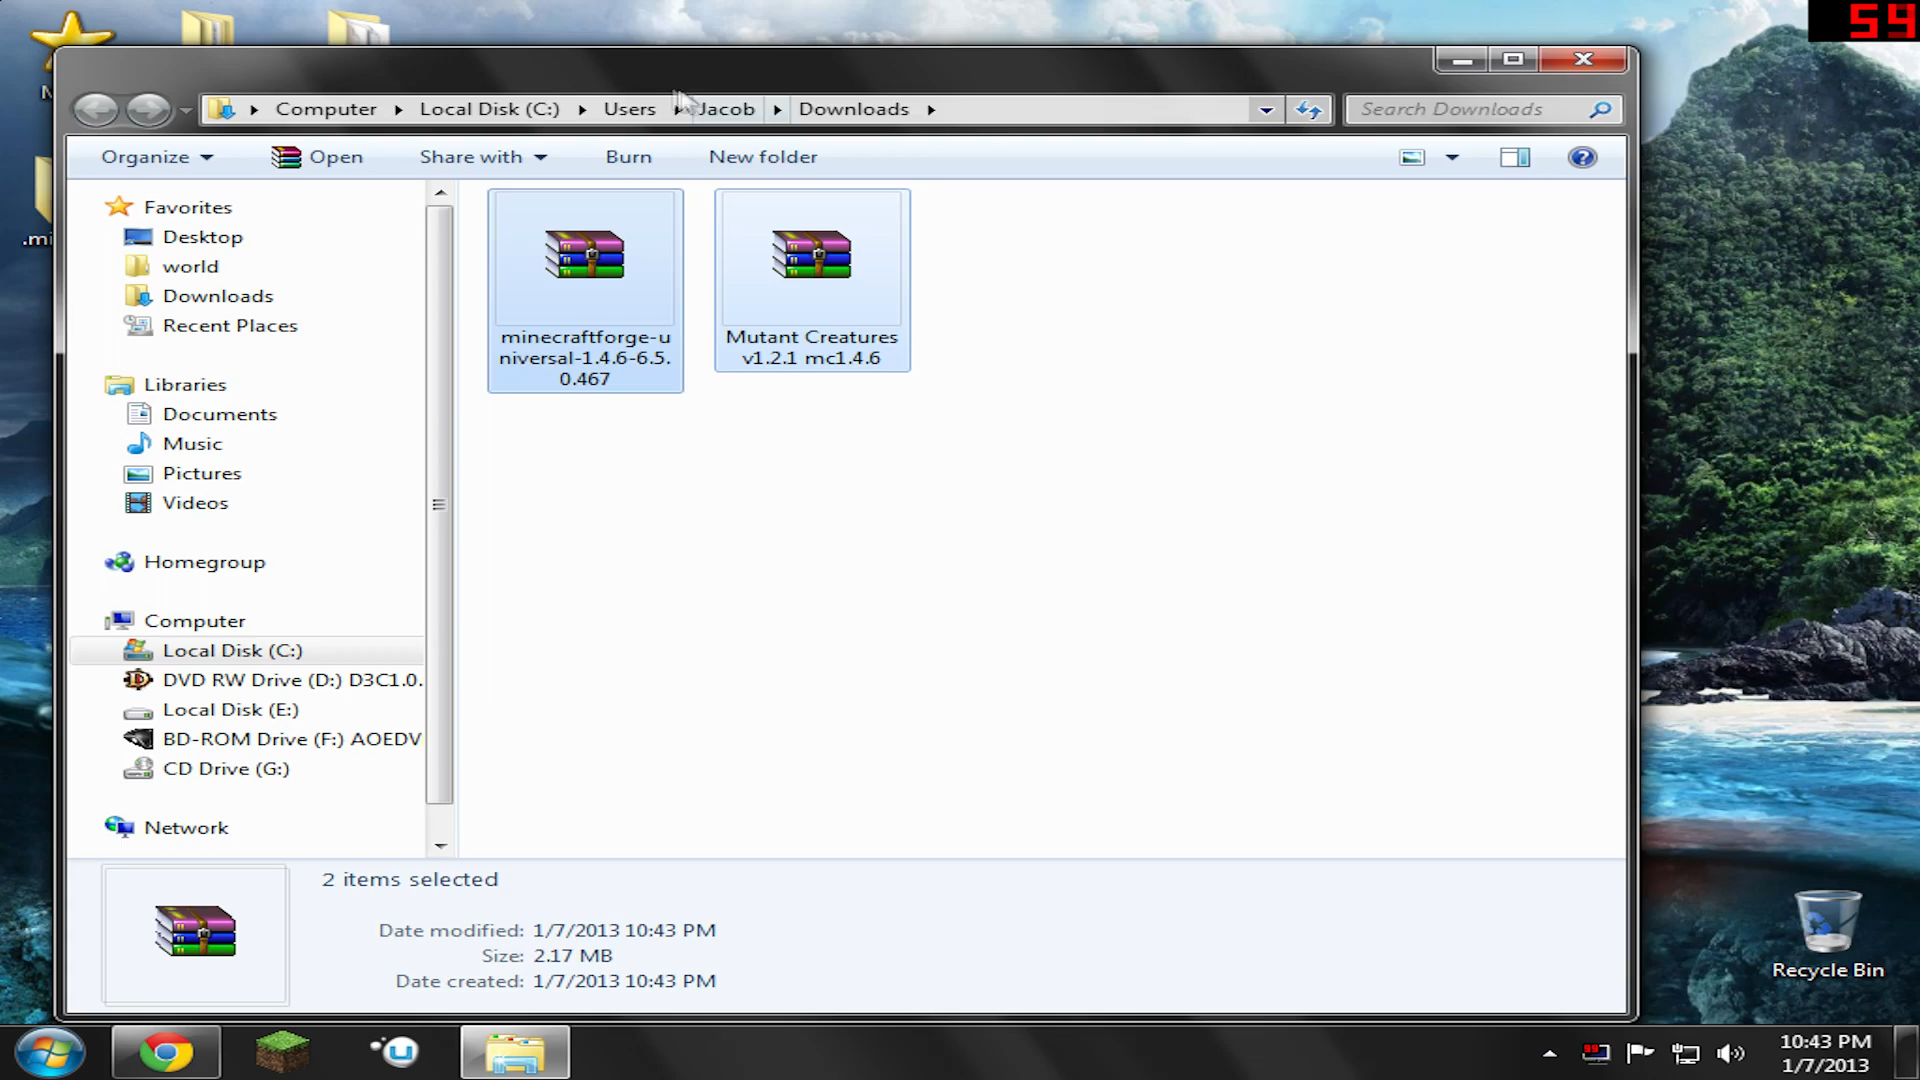 59
Computer
Local Disk (C:)
Users
Jacob
Downloads
Search Downloads
Organize
Open
Share with
Burn
New folder
Favorites
Desktop
world
Downloads
Recent Places
Libraries
Documents
Music
Pictures
Videos
Homegroup
Computer
Local Disk (C:)
DVD RW Drive (D:) D3C1.0.
Local Disk (E:)
BD-ROM Drive (F:) AOEDV
CD Drive (G:)
Network
minecraftforge-u
niversal-1.4.6-6.5.
0.467
Mutant Creatures
v1.2.1 mc1.4.6
2 items selected
Date modified: 1/7/2013 10:43 PM
Size: 2.17 MB
Date created: 1/7/2013 10:43 PM
.mi
Recycle Bin
10:43 PM
1/7/2013